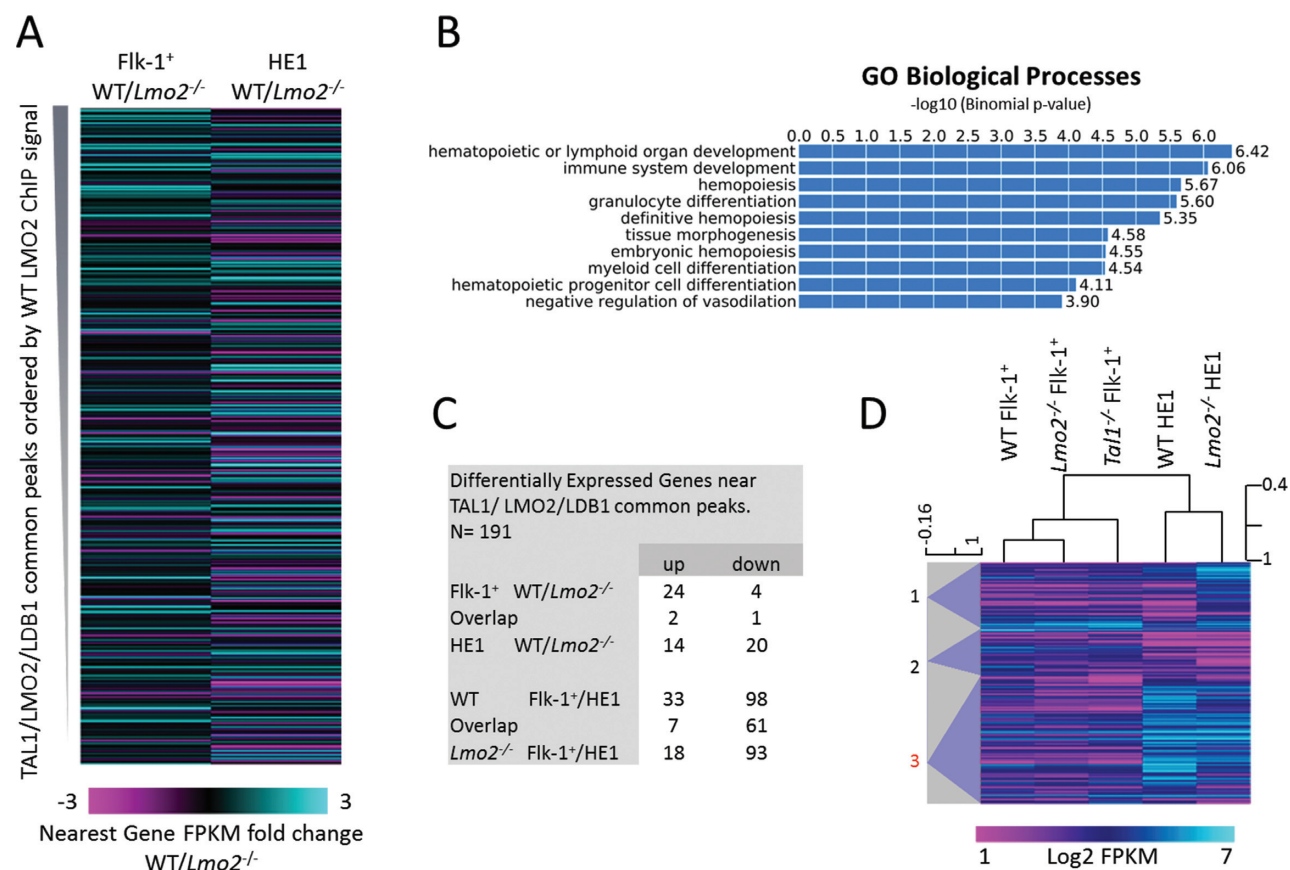 A
Flk-1⁺ WT/Lmo2⁻/⁻
HE1 WT/Lmo2⁻/⁻
TAL1/LMO2/LDB1 common peaks ordered by WT LMO2 ChIP signal
-3 3
Nearest Gene FPKM fold change
WT/Lmo2⁻/⁻
B
GO Biological Processes
-log10 (Binomial p-value)
0.0 0.5 1.0 1.5 2.0 2.5 3.0 3.5 4.0 4.5 5.0 5.5 6.0
hematopoietic or lymphoid organ development 6.42
immune system development 6.06
hemopoiesis 5.67
granulocyte differentiation 5.60
definitive hemopoiesis 5.35
tissue morphogenesis 4.58
embryonic hemopoiesis 4.55
myeloid cell differentiation 4.54
hematopoietic progenitor cell differentiation 4.11
negative regulation of vasodilation 3.90
C
Differentially Expressed Genes near
TAL1/ LMO2/LDB1 common peaks.
N= 191
up down
Flk-1⁺ WT/Lmo2⁻/⁻ 24 4
Overlap 2 1
HE1 WT/Lmo2⁻/⁻ 14 20
WT Flk-1⁺/HE1 33 98
Overlap 7 61
Lmo2⁻/⁻ Flk-1⁺/HE1 18 93
D
WT Flk-1⁺
Lmo2⁻/⁻ Flk-1⁺
Tal1⁻/⁻ Flk-1⁺
WT HE1
Lmo2⁻/⁻ HE1
-0.4
1
-0.16
1
1
2
3
1 Log2 FPKM 7